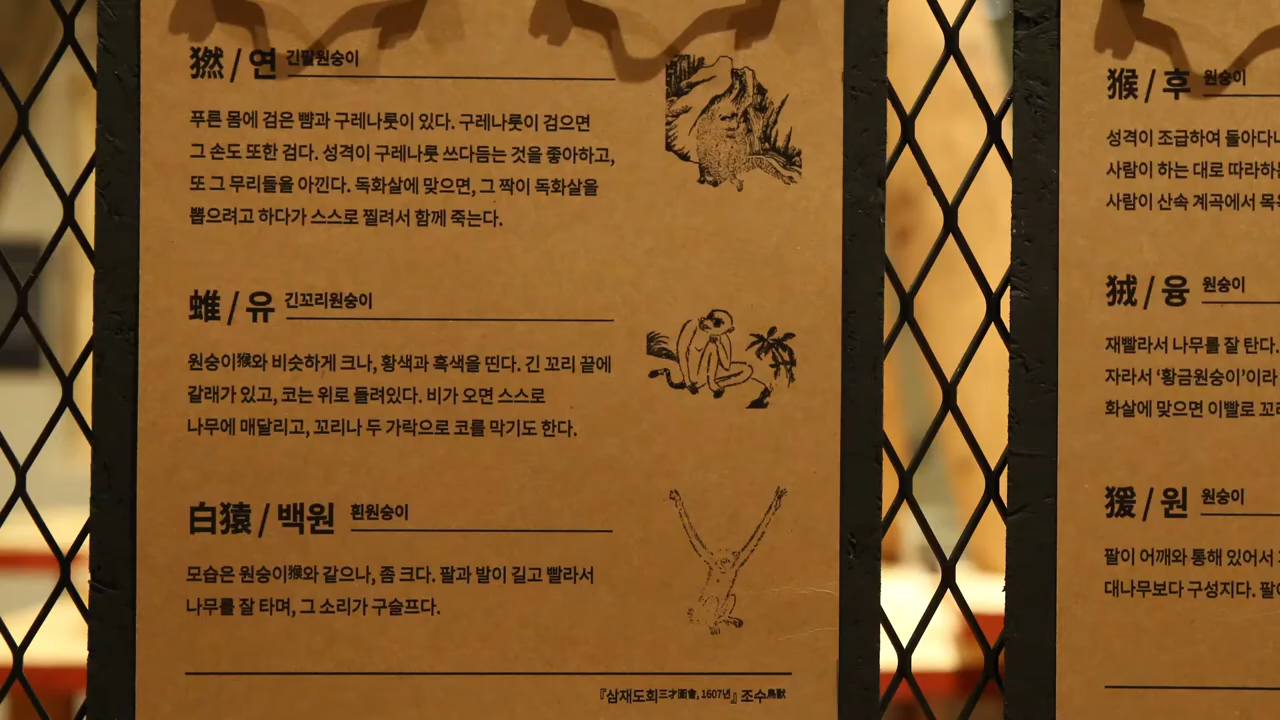 猭 / 연 긴팔원숭이
푸른 몸에 검은 뺨과 구레나룻이 있다. 구레나룻이 검으면
그 손도 또한 검다. 성격이 구레나룻 쓰다듬는 것을 좋아하고,
또 그 무리들을 아낀다. 독화살에 맞으면, 그 짝이 독화살을
뽑으려고 하다가 스스로 찔려서 함께 죽는다.
蜼 / 유 긴꼬리원숭이
원숭이猴와 비슷하게 크나, 황색과 흑색을 띤다. 긴 꼬리 끝에
갈래가 있고, 코는 위로 들려있다. 비가 오면 스스로
나무에 매달리고, 꼬리나 두 가락으로 코를 막기도 한다.
白猿 / 백원 흰원숭이
모습은 원숭이猴와 같으나, 좀 크다. 팔과 발이 길고 빨라서
나무를 잘 타며, 그 소리가 구슬프다.
『삼재도회三才圖會, 1607년』 조수鳥獸
猴 / 후 원숭이
성격이 조급하여 돌아다니
사람이 하는 대로 따라하는
사람이 산속 계곡에서 목욕
狨 / 융 원숭이
재빨라서 나무를 잘 탄다.
자라서 ‘황금원숭이’이라
화살에 맞으면 이빨로 꼬리
猨 / 원 원숭이
팔이 어깨와 통해 있어서
대나무보다 구성지다. 팔이